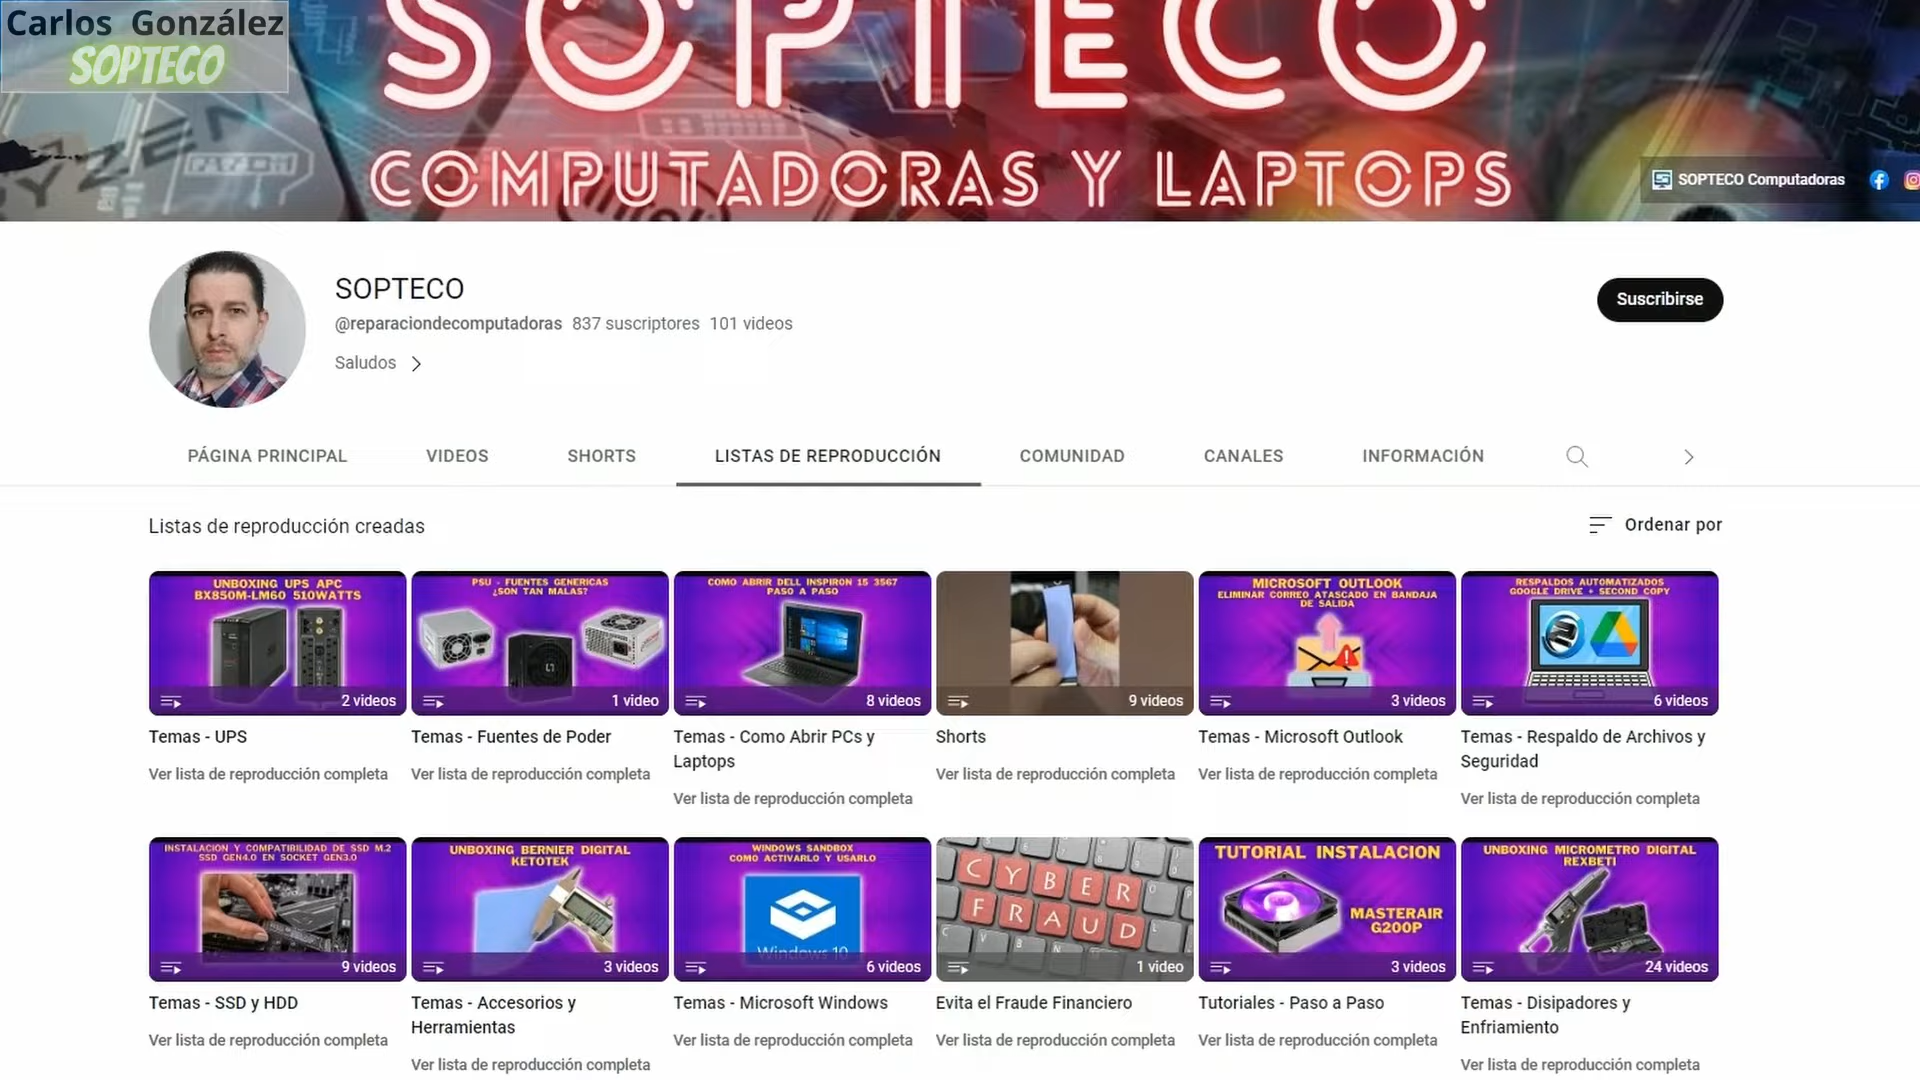 Carlos González
SOPTECO
SOPTECO
COMPUTADORAS Y LAPTOPS
RYZEN
intel
SOPTECO Computadoras
SOPTECO
@reparaciondecomputadoras 837 suscriptores 101 videos
Saludos
Suscribirse
PÁGINA PRINCIPAL VIDEOS SHORTS LISTAS DE REPRODUCCIÓN COMUNIDAD CANALES INFORMACIÓN
Listas de reproducción creadas
Ordenar por
UNBOXING UPS APC
BX850M-LM60 510WATTS
2 videos
Temas - UPS
Ver lista de reproducción completa
PSU - FUENTES GENERICAS
¿SON TAN MALAS?
1 video
Temas - Fuentes de Poder
Ver lista de reproducción completa
COMO ABRIR DELL INSPIRON 15 3567
PASO A PASO
8 videos
Temas - Como Abrir PCs y
Laptops
Ver lista de reproducción completa
9 videos
Shorts
Ver lista de reproducción completa
MICROSOFT OUTLOOK
ELIMINAR CORREO ATASCADO EN BANDAJA
DE SALIDA
3 videos
Temas - Microsoft Outlook
Ver lista de reproducción completa
RESPALDOS AUTOMATIZADOS
GOOGLE DRIVE + SECOND COPY
6 videos
Temas - Respaldo de Archivos y
Seguridad
Ver lista de reproducción completa
INSTALACION Y COMPATIBILIDAD DE SSD M.2
SSD GEN4.0 EN SOCKET GEN3.0
9 videos
Temas - SSD y HDD
Ver lista de reproducción completa
UNBOXING BERNIER DIGITAL
KETOTEK
3 videos
Temas - Accesorios y
Herramientas
Ver lista de reproducción completa
WINDOWS SANDBOX
COMO ACTIVARLO Y USARLO
Windows 10
6 videos
Temas - Microsoft Windows
Ver lista de reproducción completa
CYBER
FRAUD
1 video
Evita el Fraude Financiero
Ver lista de reproducción completa
TUTORIAL INSTALACION
MASTERAIR
G200P
3 videos
Tutoriales - Paso a Paso
Ver lista de reproducción completa
UNBOXING MICROMETRO DIGITAL
REXBETI
24 videos
Temas - Disipadores y
Enfriamiento
Ver lista de reproducción completa